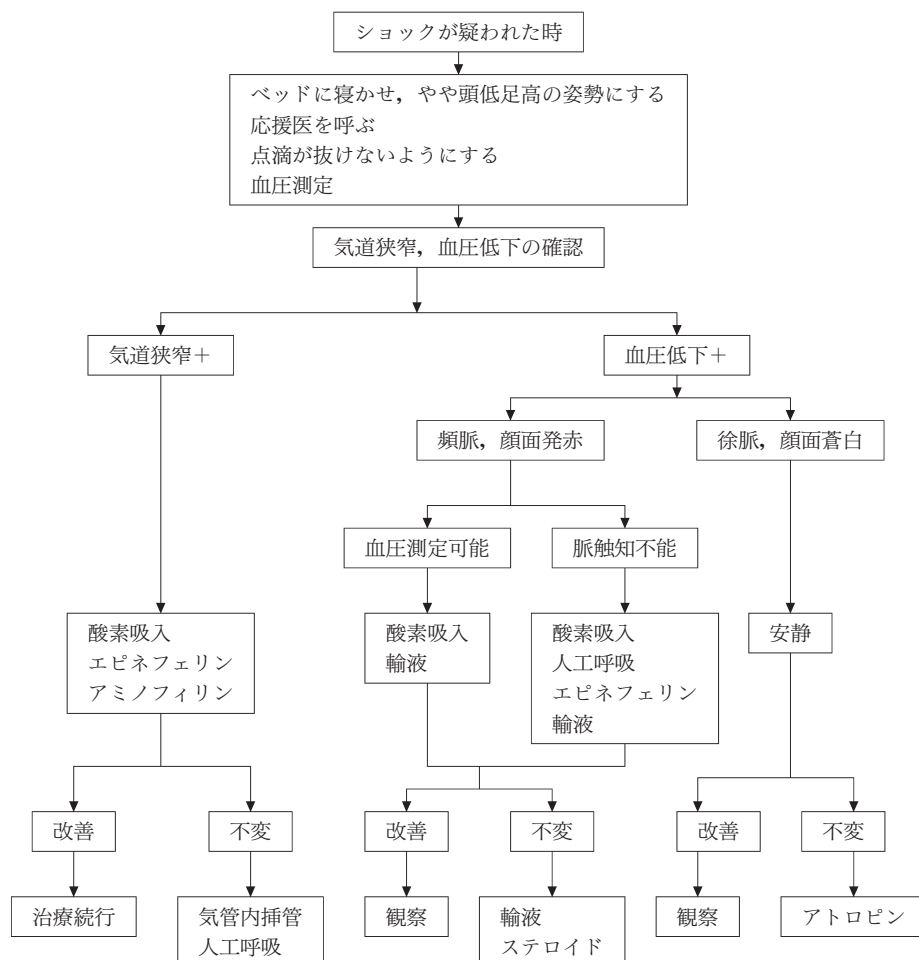 ショックが疑われた時
ベッドに寝かせ，やや頭低足高の姿勢にする
応援医を呼ぶ
点滴が抜けないようにする
血圧測定
気道狭窄，血圧低下の確認
気道狭窄＋
血圧低下＋
頻脈，顔面発赤
徐脈，顔面蒼白
血圧測定可能
脈触知不能
酸素吸入
エピネフェリン
アミノフィリン
酸素吸入
輸液
酸素吸入
人工呼吸
エピネフェリン
輸液
安静
改善
不変
改善
不変
改善
不変
治療続行
気管内挿管
人工呼吸
観察
輸液
ステロイド
観察
アトロピン